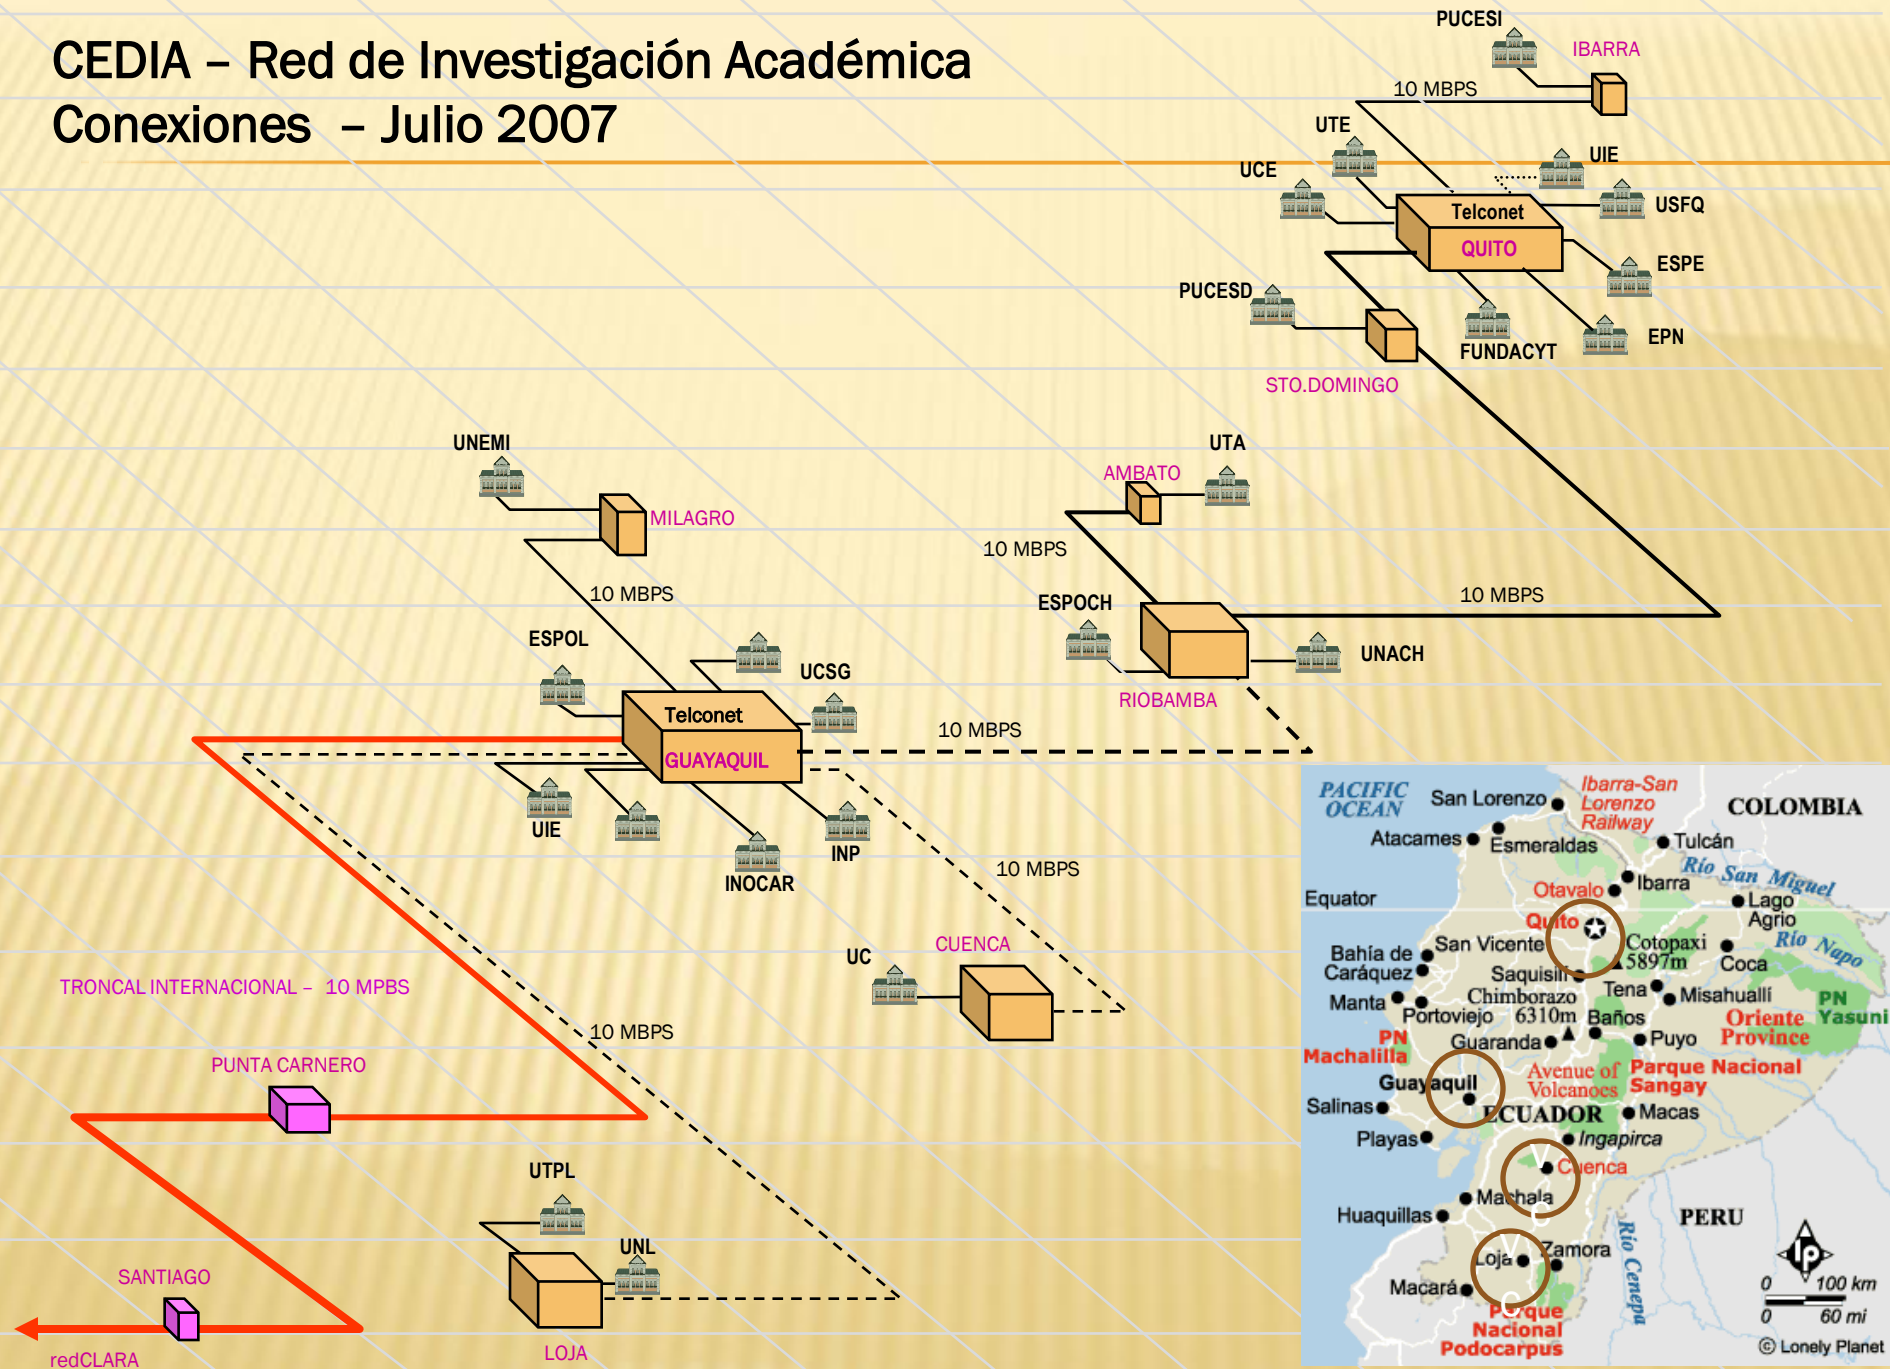 CEDIA – Red de Investigación Académica
Conexiones – Julio 2007
PUCESI
IBARRA
10 MBPS
UTE
UIE
UCE
USFQ
Telconet
QUITO
ESPE
PUCESD
EPN
FUNDACYT
STO.DOMINGO
UNEMI
UTA
AMBATO
MILAGRO
10 MBPS
10 MBPS
10 MBPS
ESPOCH
ESPOL
UNACH
UCSG
RIOBAMBA
Telconet
10 MBPS
GUAYAQUIL
UIE
INP
INOCAR
10 MBPS
CUENCA
UC
TRONCAL INTERNACIONAL – 10 MPBS
10 MBPS
PUNTA CARNERO
UTPL
UNL
SANTIAGO
LOJA
redCLARA
PACIFIC
OCEAN
San Lorenzo
Ibarra-San
Lorenzo
Railway
COLOMBIA
Atacames
Esmeraldas
Tulcán
Río San Miguel
Otavalo
Ibarra
Equator
Lago
Agrio
Quito
Río Napo
Bahía de
Caráquez
San Vicente
Cotopaxi
5897m
Coca
Saquisilí
Tena
Misahuallí
Manta
Portoviejo
Chimborazo
6310m
Baños
PN
Yasuni
Oriente
Province
PN
Machalilla
Guaranda
Puyo
Avenue of
Volcanoes
Parque Nacional
Sangay
Guayaquil
Salinas
ECUADOR
Macas
Playas
Ingapirca
Cuenca
Machala
Huaquillas
PERU
Río Cenepa
Loja
Zamora
Macará
Parque
Nacional
Podocarpus
lp
0 100 km
0 60 mi
© Lonely Planet